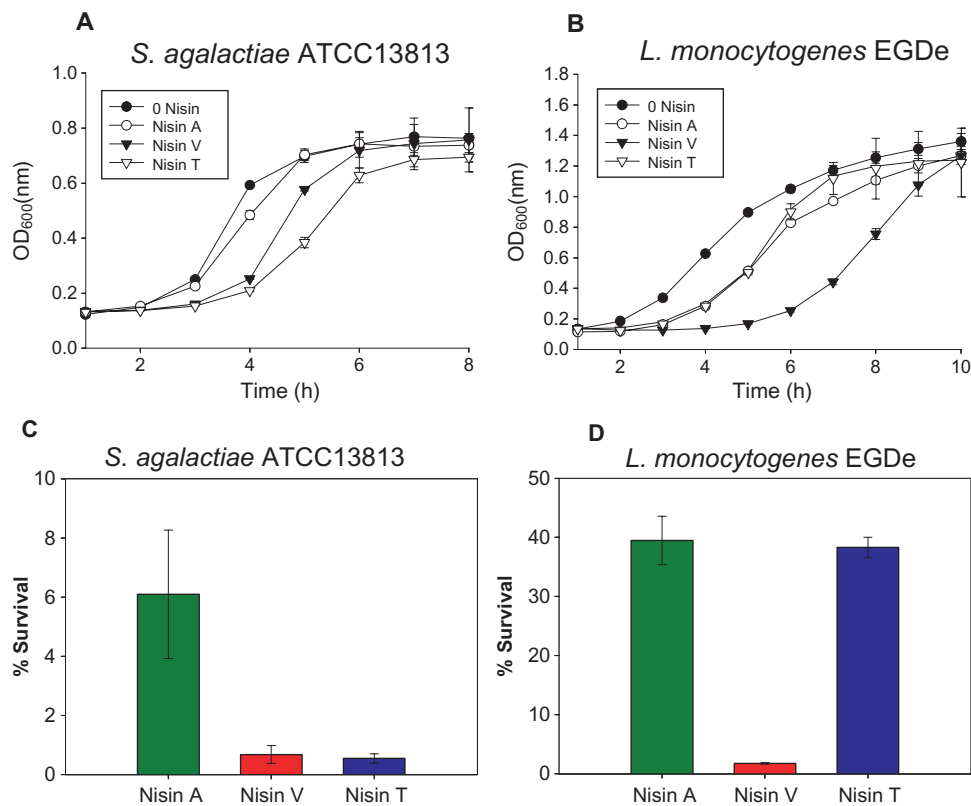 A
S. agalactiae ATCC13813
0 Nisin
Nisin A
Nisin V
Nisin T
OD600(nm)
1.0
0.8
0.6
0.4
0.2
0.0
2 4 6 8
Time (h)
B
L. monocytogenes EGDe
0 Nisin
Nisin A
Nisin V
Nisin T
OD600(nm)
1.8
1.6
1.4
1.2
1.0
0.8
0.6
0.4
0.2
0.0
2 4 6 8 10
Time (h)
C
S. agalactiae ATCC13813
% Survival
10
8
6
4
2
0
Nisin A Nisin V Nisin T
D
L. monocytogenes EGDe
% Survival
50
40
30
20
10
0
Nisin A Nisin V Nisin T